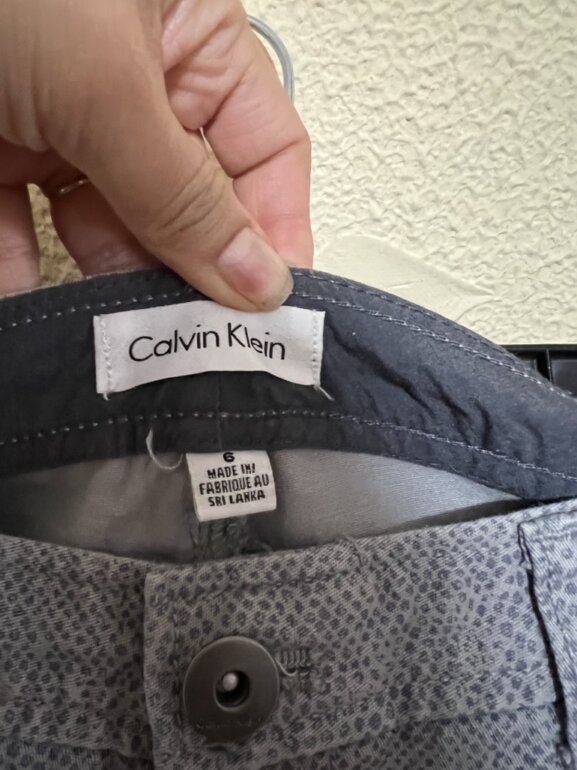 Calvin Klein
6
MADE IN/
FABRIQUE AU
SRI LANKA